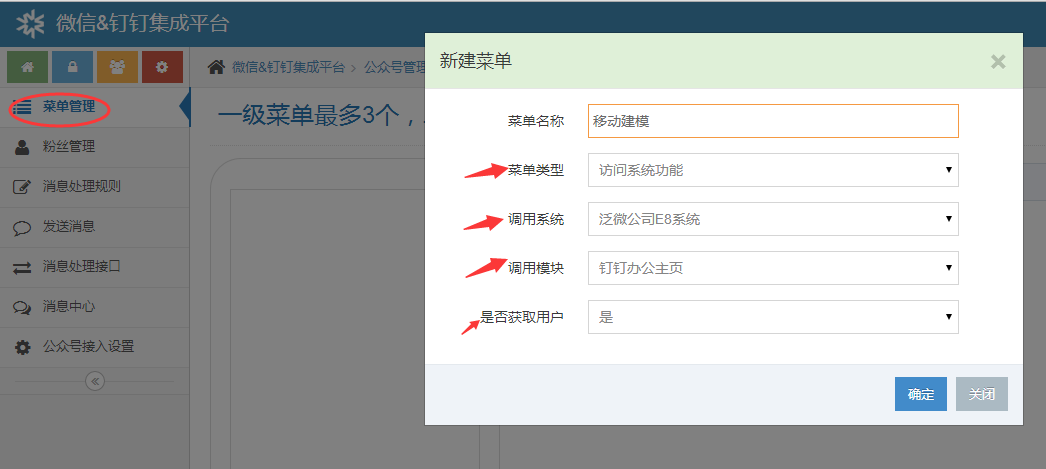 微信&钉钉集成平台
微信&钉钉集成平台 > 公众号管理
菜单管理
粉丝管理
消息处理规则
发送消息
消息处理接口
消息中心
公众号接入设置
一级菜单最多3个，
新建菜单
菜单名称 移动建模
菜单类型 访问系统功能
调用系统 泛微公司E8系统
调用模块 钉钉办公主页
是否获取用户 是
确定 关闭